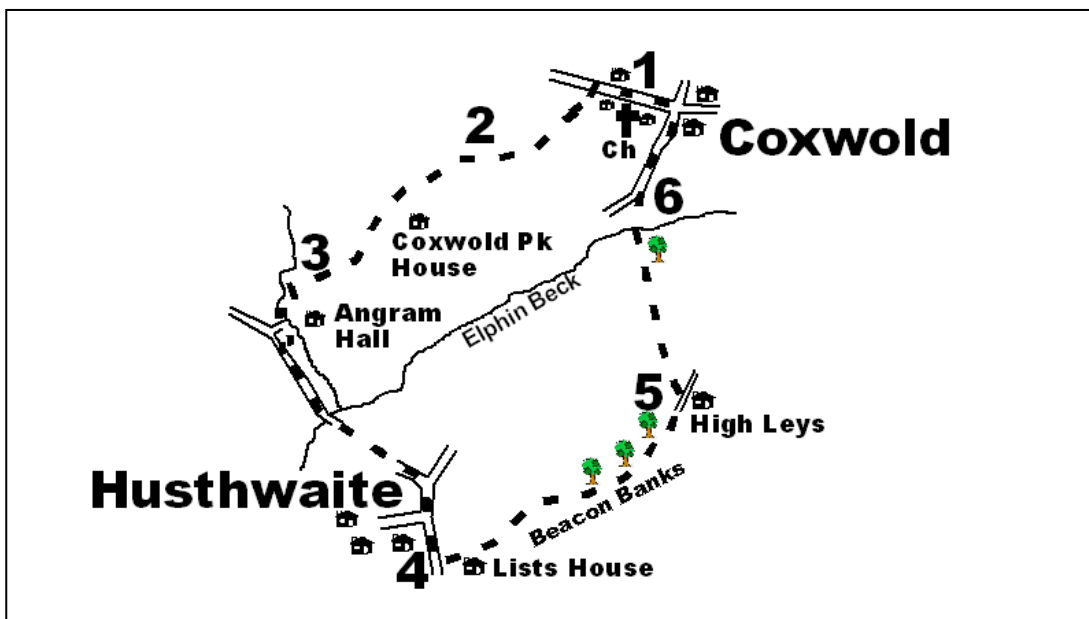 1
2
Coxwold
Ch
6
Coxwold Pk
House
3
Elphin Beck
Angram
Hall
5
High Leys
Husthwaite
Beacon Banks
4
Lists House